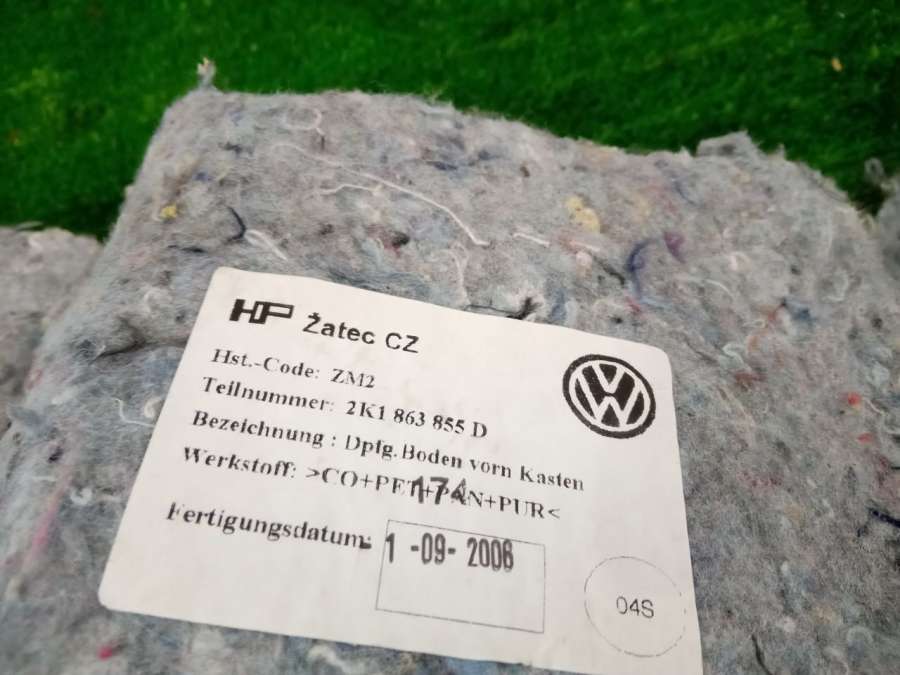 HP Žatec CZ
Hst.-Code: ZM2
Teilnummer: 2K1 863 855 D
Bezeichnung : Dpfg. Boden vorn Kasten
Werkstoff: >CO+PET+PAN+PUR<
174
Fertigungsdatum: - 1 -09- 2006
04S